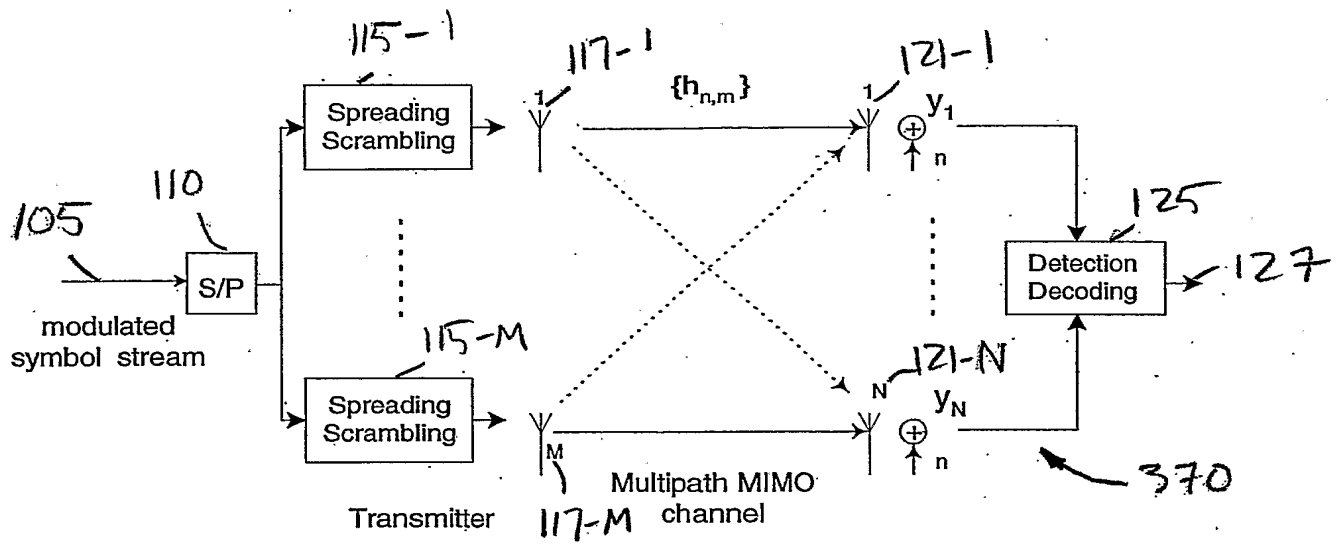 115-1
117-1
121-1
Spreading
Scrambling
1
{h_{n,m}}
1
y_1
n
110
105
S/P
modulated
symbol stream
125
Detection
Decoding
127
115-M
121-N
Spreading
Scrambling
M
N
y_N
n
370
Multipath MIMO
channel
Transmitter
117-M